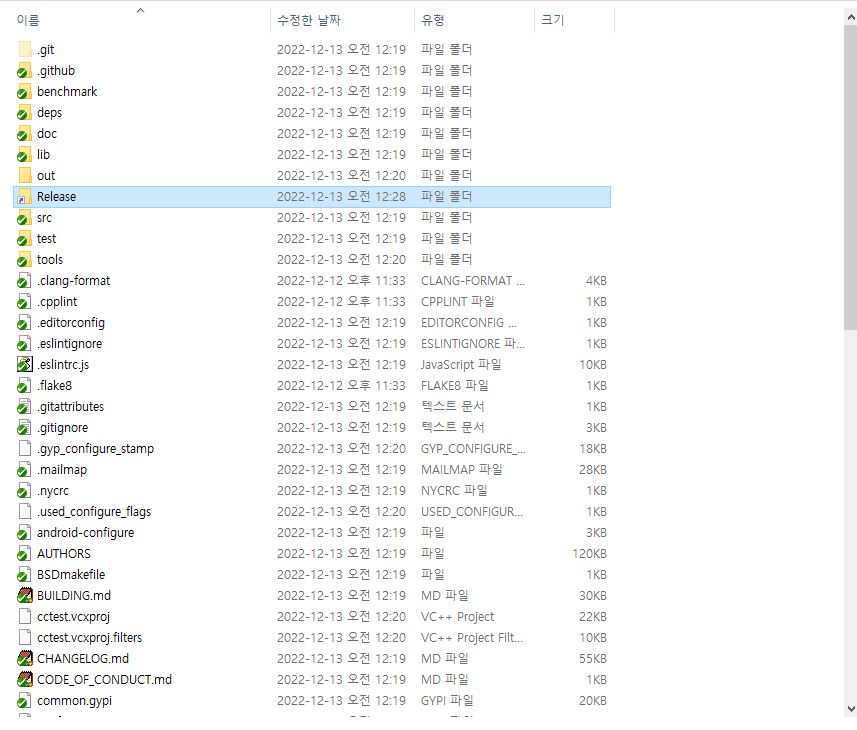 이름 수정한 날짜 유형 크기
.git 2022-12-13 오전 12:19 파일 폴더
.github 2022-12-13 오전 12:19 파일 폴더
benchmark 2022-12-13 오전 12:19 파일 폴더
deps 2022-12-13 오전 12:19 파일 폴더
doc 2022-12-13 오전 12:19 파일 폴더
lib 2022-12-13 오전 12:19 파일 폴더
out 2022-12-13 오전 12:20 파일 폴더
Release 2022-12-13 오전 12:28 파일 폴더
src 2022-12-13 오전 12:19 파일 폴더
test 2022-12-13 오전 12:19 파일 폴더
tools 2022-12-13 오전 12:20 파일 폴더
.clang-format 2022-12-12 오후 11:33 CLANG-FORMAT ... 4KB
.cpplint 2022-12-12 오후 11:33 CPPLINT 파일 1KB
.editorconfig 2022-12-13 오전 12:19 EDITORCONFIG ... 1KB
.eslintignore 2022-12-13 오전 12:19 ESLINTIGNORE 파... 1KB
.eslintrc.js 2022-12-13 오전 12:19 JavaScript 파일 10KB
.flake8 2022-12-12 오후 11:33 FLAKE8 파일 1KB
.gitattributes 2022-12-13 오전 12:19 텍스트 문서 1KB
.gitignore 2022-12-13 오전 12:19 텍스트 문서 3KB
.gyp_configure_stamp 2022-12-13 오전 12:20 GYP_CONFIGURE_... 18KB
.mailmap 2022-12-13 오전 12:19 MAILMAP 파일 28KB
.nycrc 2022-12-13 오전 12:19 NYCRC 파일 1KB
.used_configure_flags 2022-12-13 오전 12:20 USED_CONFIGUR... 1KB
android-configure 2022-12-13 오전 12:19 파일 3KB
AUTHORS 2022-12-13 오전 12:19 파일 120KB
BSDmakefile 2022-12-13 오전 12:19 파일 1KB
BUILDING.md 2022-12-13 오전 12:19 MD 파일 30KB
cctest.vcxproj 2022-12-13 오전 12:20 VC++ Project 22KB
cctest.vcxproj.filters 2022-12-13 오전 12:20 VC++ Project Filt... 10KB
CHANGELOG.md 2022-12-13 오전 12:19 MD 파일 55KB
CODE_OF_CONDUCT.md 2022-12-13 오전 12:19 MD 파일 1KB
common.gypi 2022-12-13 오전 12:19 GYPI 파일 20KB